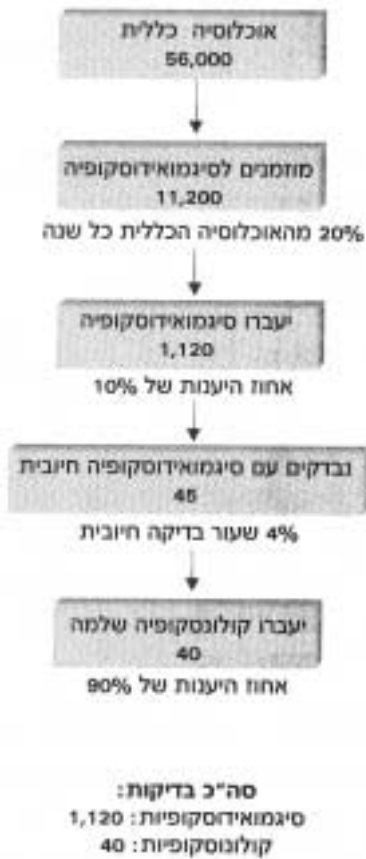 אוכלוסיה כללית
56,000
מוזמנים לסיגמואידוסקופיה
11,200
20% מהאוכלוסיה הכללית כל שנה
יעברו סיגמואידוסקופיה
1,120
אחוז היענות של 10%
נבדקים עם סיגמואידוסקופיה חיובית
45
4% שעור בדיקה חיובית
יעברו קולונסקופיה שלמה
40
אחוז היענות של 90%
סה"כ בדיקות:
סיגמואידוסקופיות: 1,120
קולונוסקופיות: 40